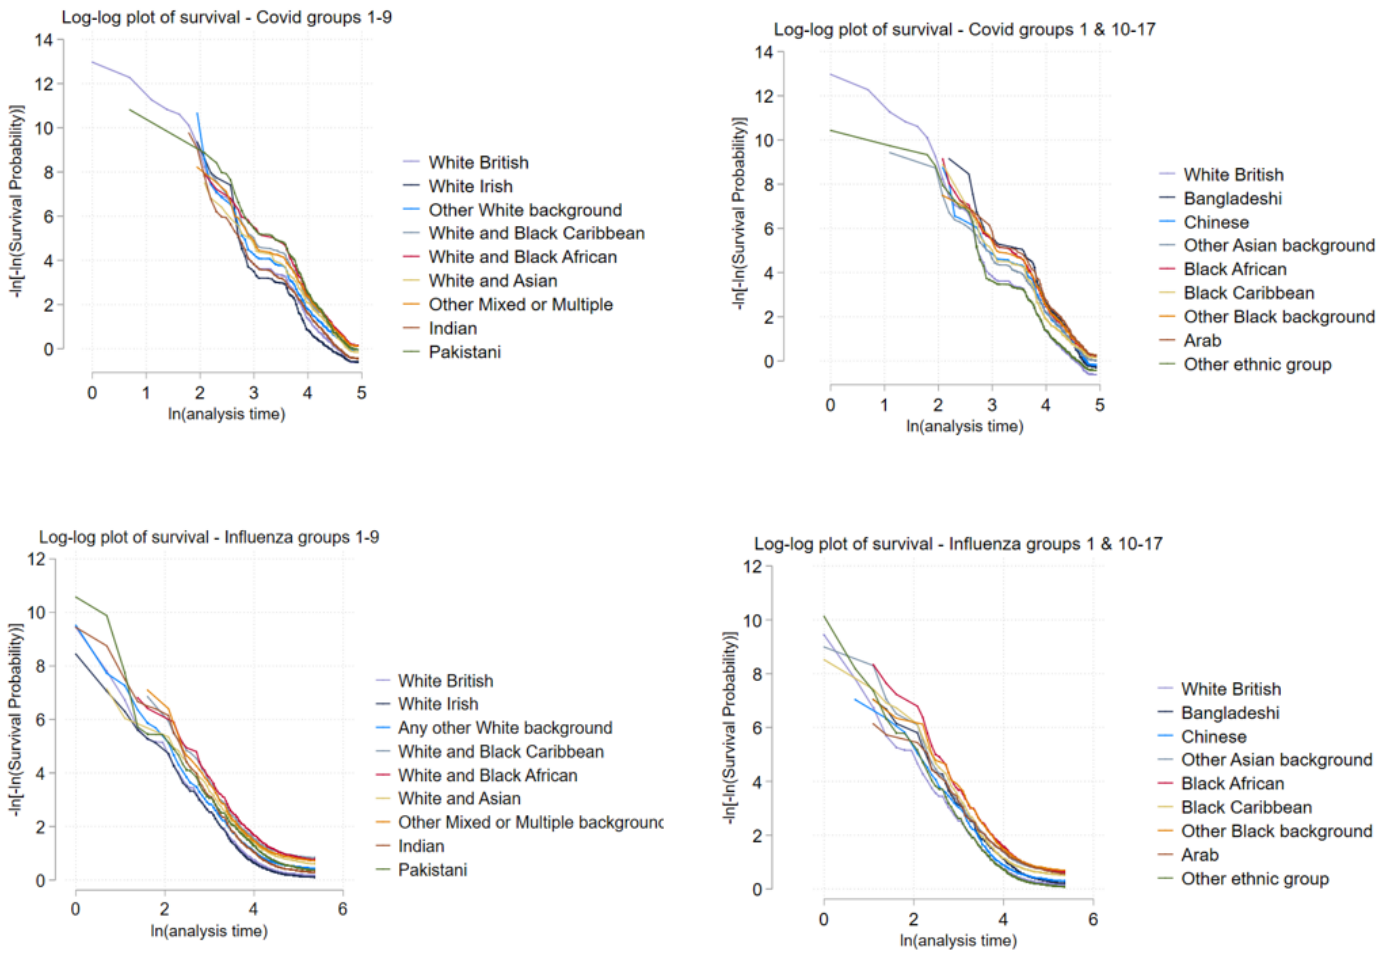 Log-log plot of survival - Covid groups 1-9
14
12
10
8
6
4
2
0
-ln[-ln(Survival Probability)]
0 1 2 3 4 5
ln(analysis time)
White British
White Irish
Other White background
White and Black Caribbean
White and Black African
White and Asian
Other Mixed or Multiple
Indian
Pakistani
Log-log plot of survival - Covid groups 1 & 10-17
14
12
10
8
6
4
2
0
-ln[-ln(Survival Probability)]
0 1 2 3 4 5
ln(analysis time)
White British
Bangladeshi
Chinese
Other Asian background
Black African
Black Caribbean
Other Black background
Arab
Other ethnic group
Log-log plot of survival - Influenza groups 1-9
12
10
8
6
4
2
0
-ln[-ln(Survival Probability)]
0 2 4 6
ln(analysis time)
White British
White Irish
Any other White background
White and Black Caribbean
White and Black African
White and Asian
Other Mixed or Multiple background
Indian
Pakistani
Log-log plot of survival - Influenza groups 1 & 10-17
12
10
8
6
4
2
0
-ln[-ln(Survival Probability)]
0 2 4 6
ln(analysis time)
White British
Bangladeshi
Chinese
Other Asian background
Black African
Black Caribbean
Other Black background
Arab
Other ethnic group